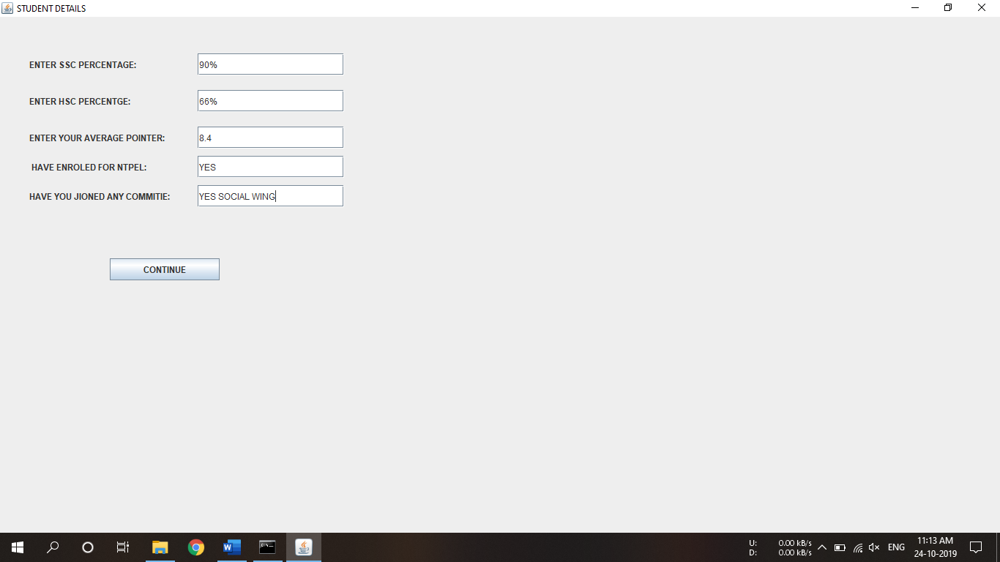 STUDENT DETAILS
ENTER SSC PERCENTAGE: 90%
ENTER HSC PERCENTGE: 66%
ENTER YOUR AVERAGE POINTER: 8.4
HAVE ENROLED FOR NTPEL: YES
HAVE YOU JIONED ANY COMMITIE: YES SOCIAL WING
CONTINUE
U: 0.00 kB/s
D: 0.00 kB/s
ENG
11:13 AM
24-10-2019